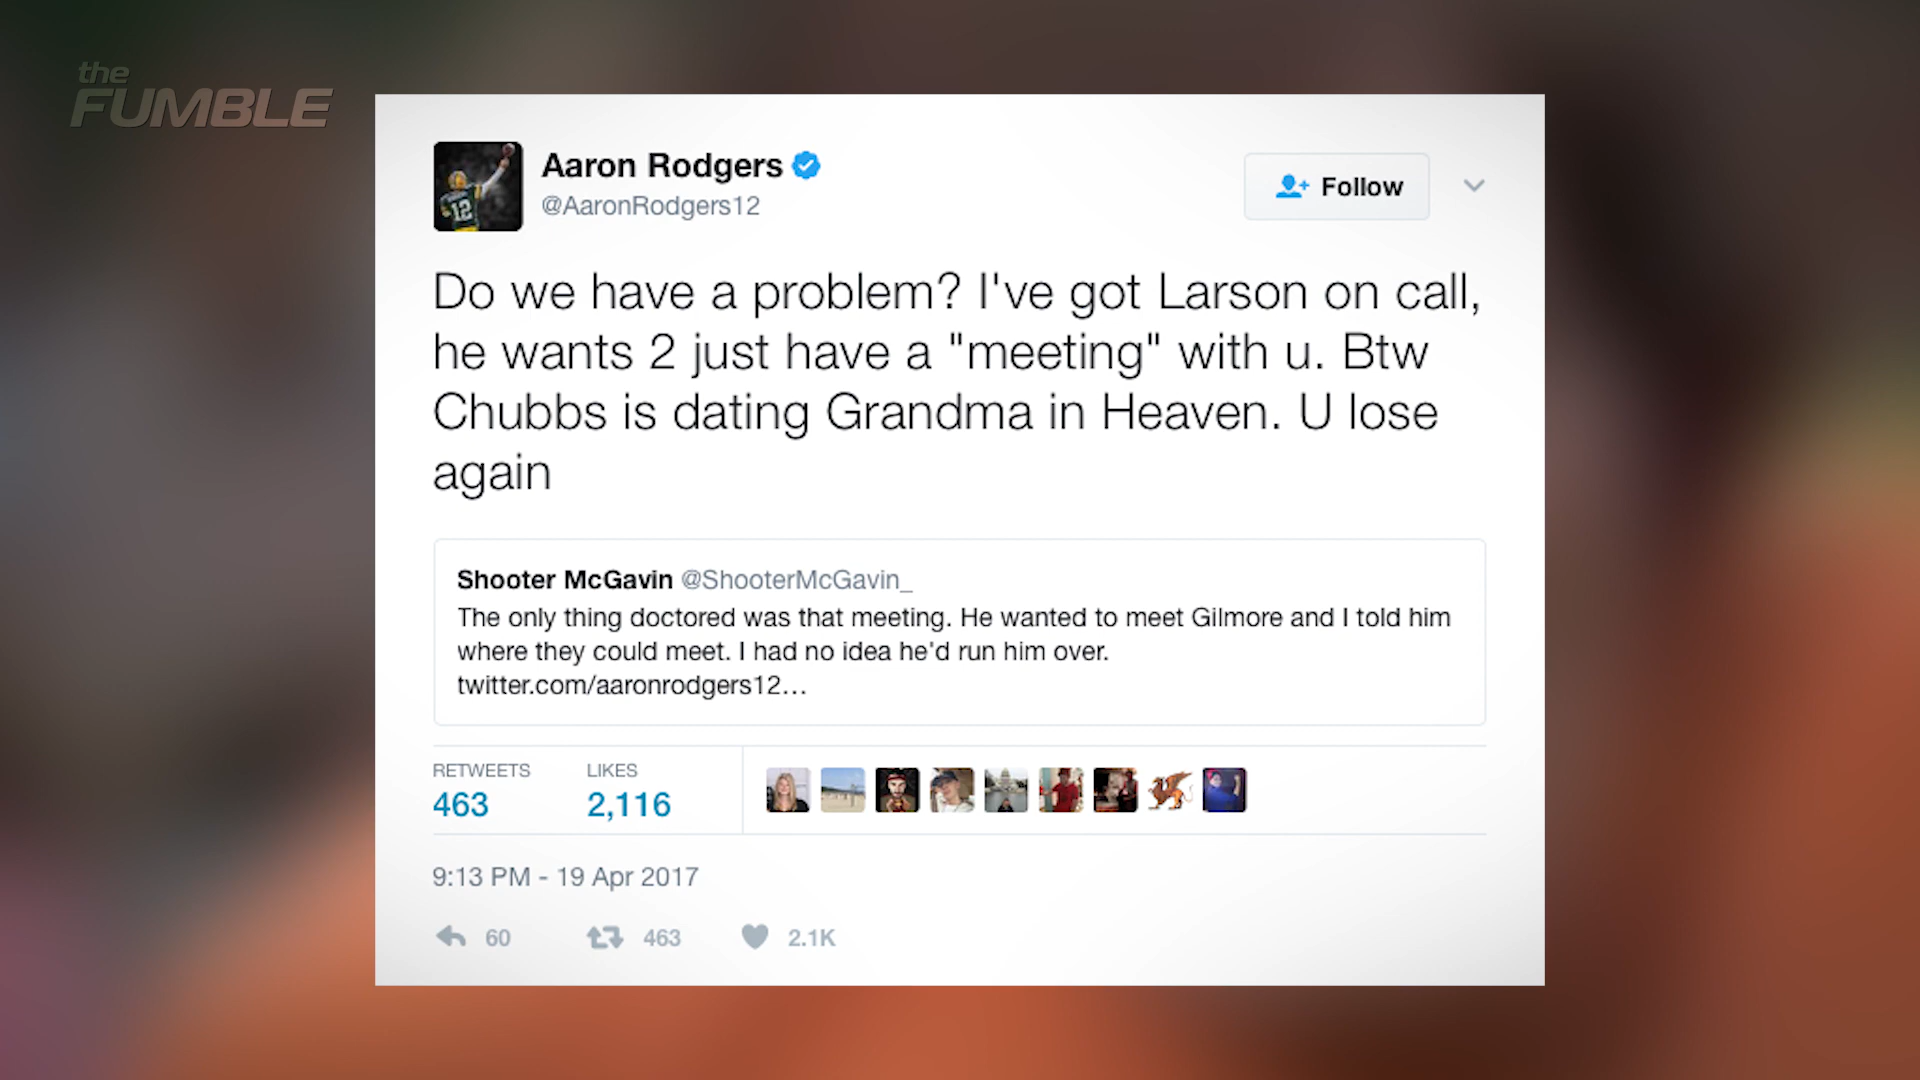 the
FUMBLE
Aaron Rodgers
@AaronRodgers12
Follow
Do we have a problem? I've got Larson on call,
he wants 2 just have a "meeting" with u. Btw
Chubbs is dating Grandma in Heaven. U lose
again
Shooter McGavin @ShooterMcGavin_
The only thing doctored was that meeting. He wanted to meet Gilmore and I told him
where they could meet. I had no idea he'd run him over.
twitter.com/aaronrodgers12...
RETWEETS
463
LIKES
2,116
9:13 PM - 19 Apr 2017
60
463
2.1K